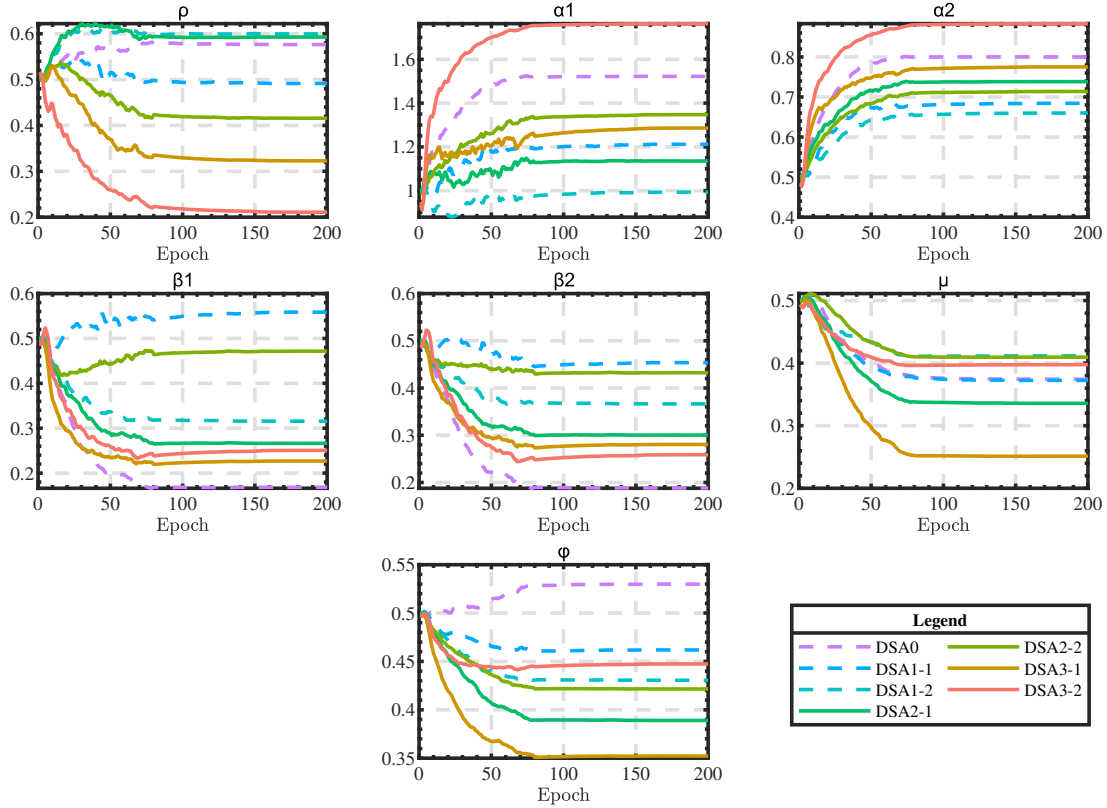 ρ
0.6
0.5
0.4
0.3
0.2
0 50 100 150 200
Epoch
α1
1.6
1.4
1.2
1
0 50 100 150 200
Epoch
α2
0.8
0.7
0.6
0.5
0.4
0 50 100 150 200
Epoch
β1
0.6
0.5
0.4
0.3
0.2
0 50 100 150 200
Epoch
β2
0.6
0.5
0.4
0.3
0.2
0 50 100 150 200
Epoch
μ
0.5
0.4
0.3
0.2
0 50 100 150 200
Epoch
φ
0.55
0.5
0.45
0.4
0.35
0 50 100 150 200
Epoch
Legend
DSA0 DSA2-2
DSA1-1 DSA3-1
DSA1-2 DSA3-2
DSA2-1